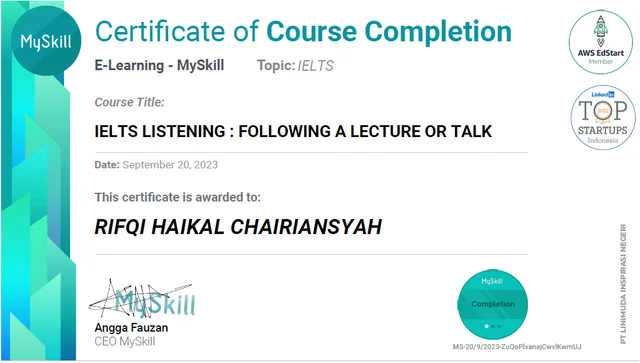 MySkill
Certificate of Course Completion
E-Learning - MySkill Topic: IELTS
Course Title:
IELTS LISTENING : FOLLOWING A LECTURE OR TALK
Date: September 20, 2023
This certificate is awarded to:
RIFQI HAIKAL CHAIRIANSYAH
MySkill
Angga Fauzan
CEO MySkill
AWS EdStart
Member
LinkedIn
TOP
STARTUPS
Indonesia
PT LINIMUDA INSPIRASI NEGERI
MySkill
Completion
MS-20/9/2023-ZuQoPlxanajCwvlKwmUJ